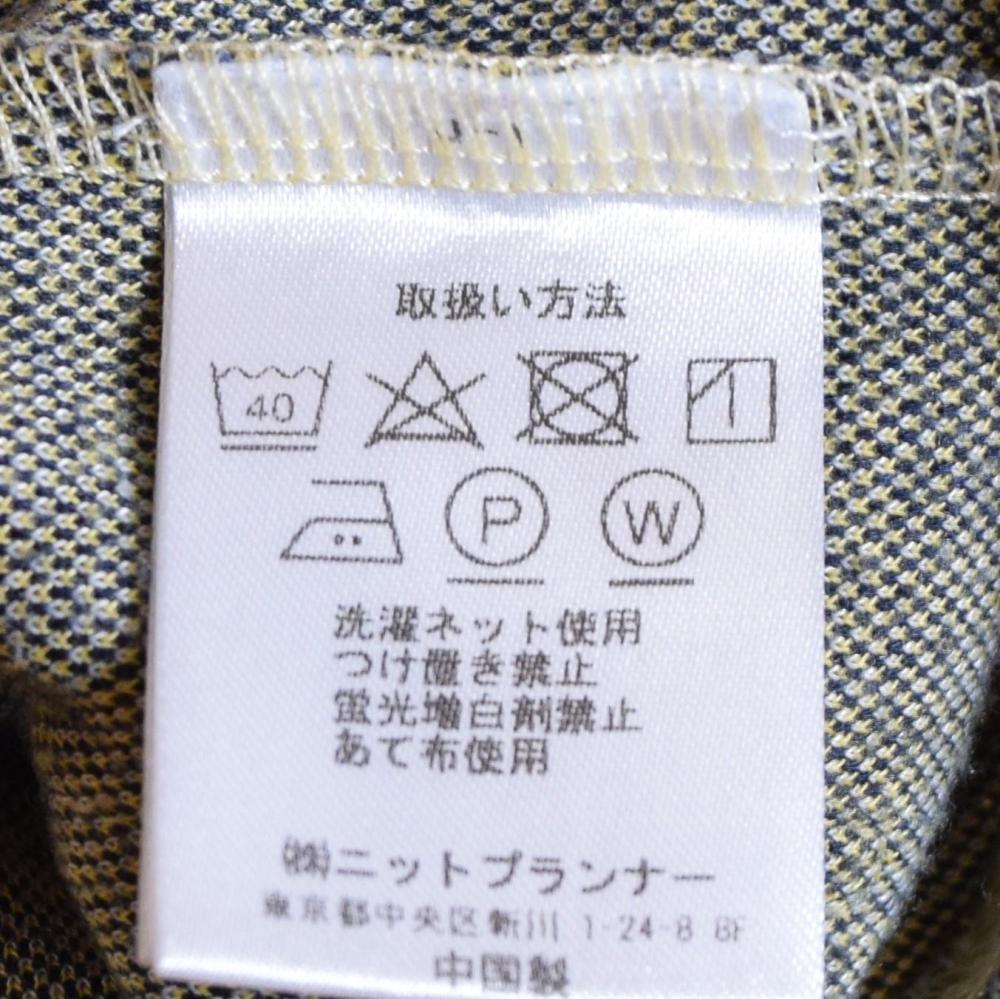 取扱い方法
40
P W
洗濯ネット使用
つけ置き禁止
蛍光増白剤禁止
あて布使用
㈱ニットプランナー
東京都中央区新川 1-24-8 8F
中国製